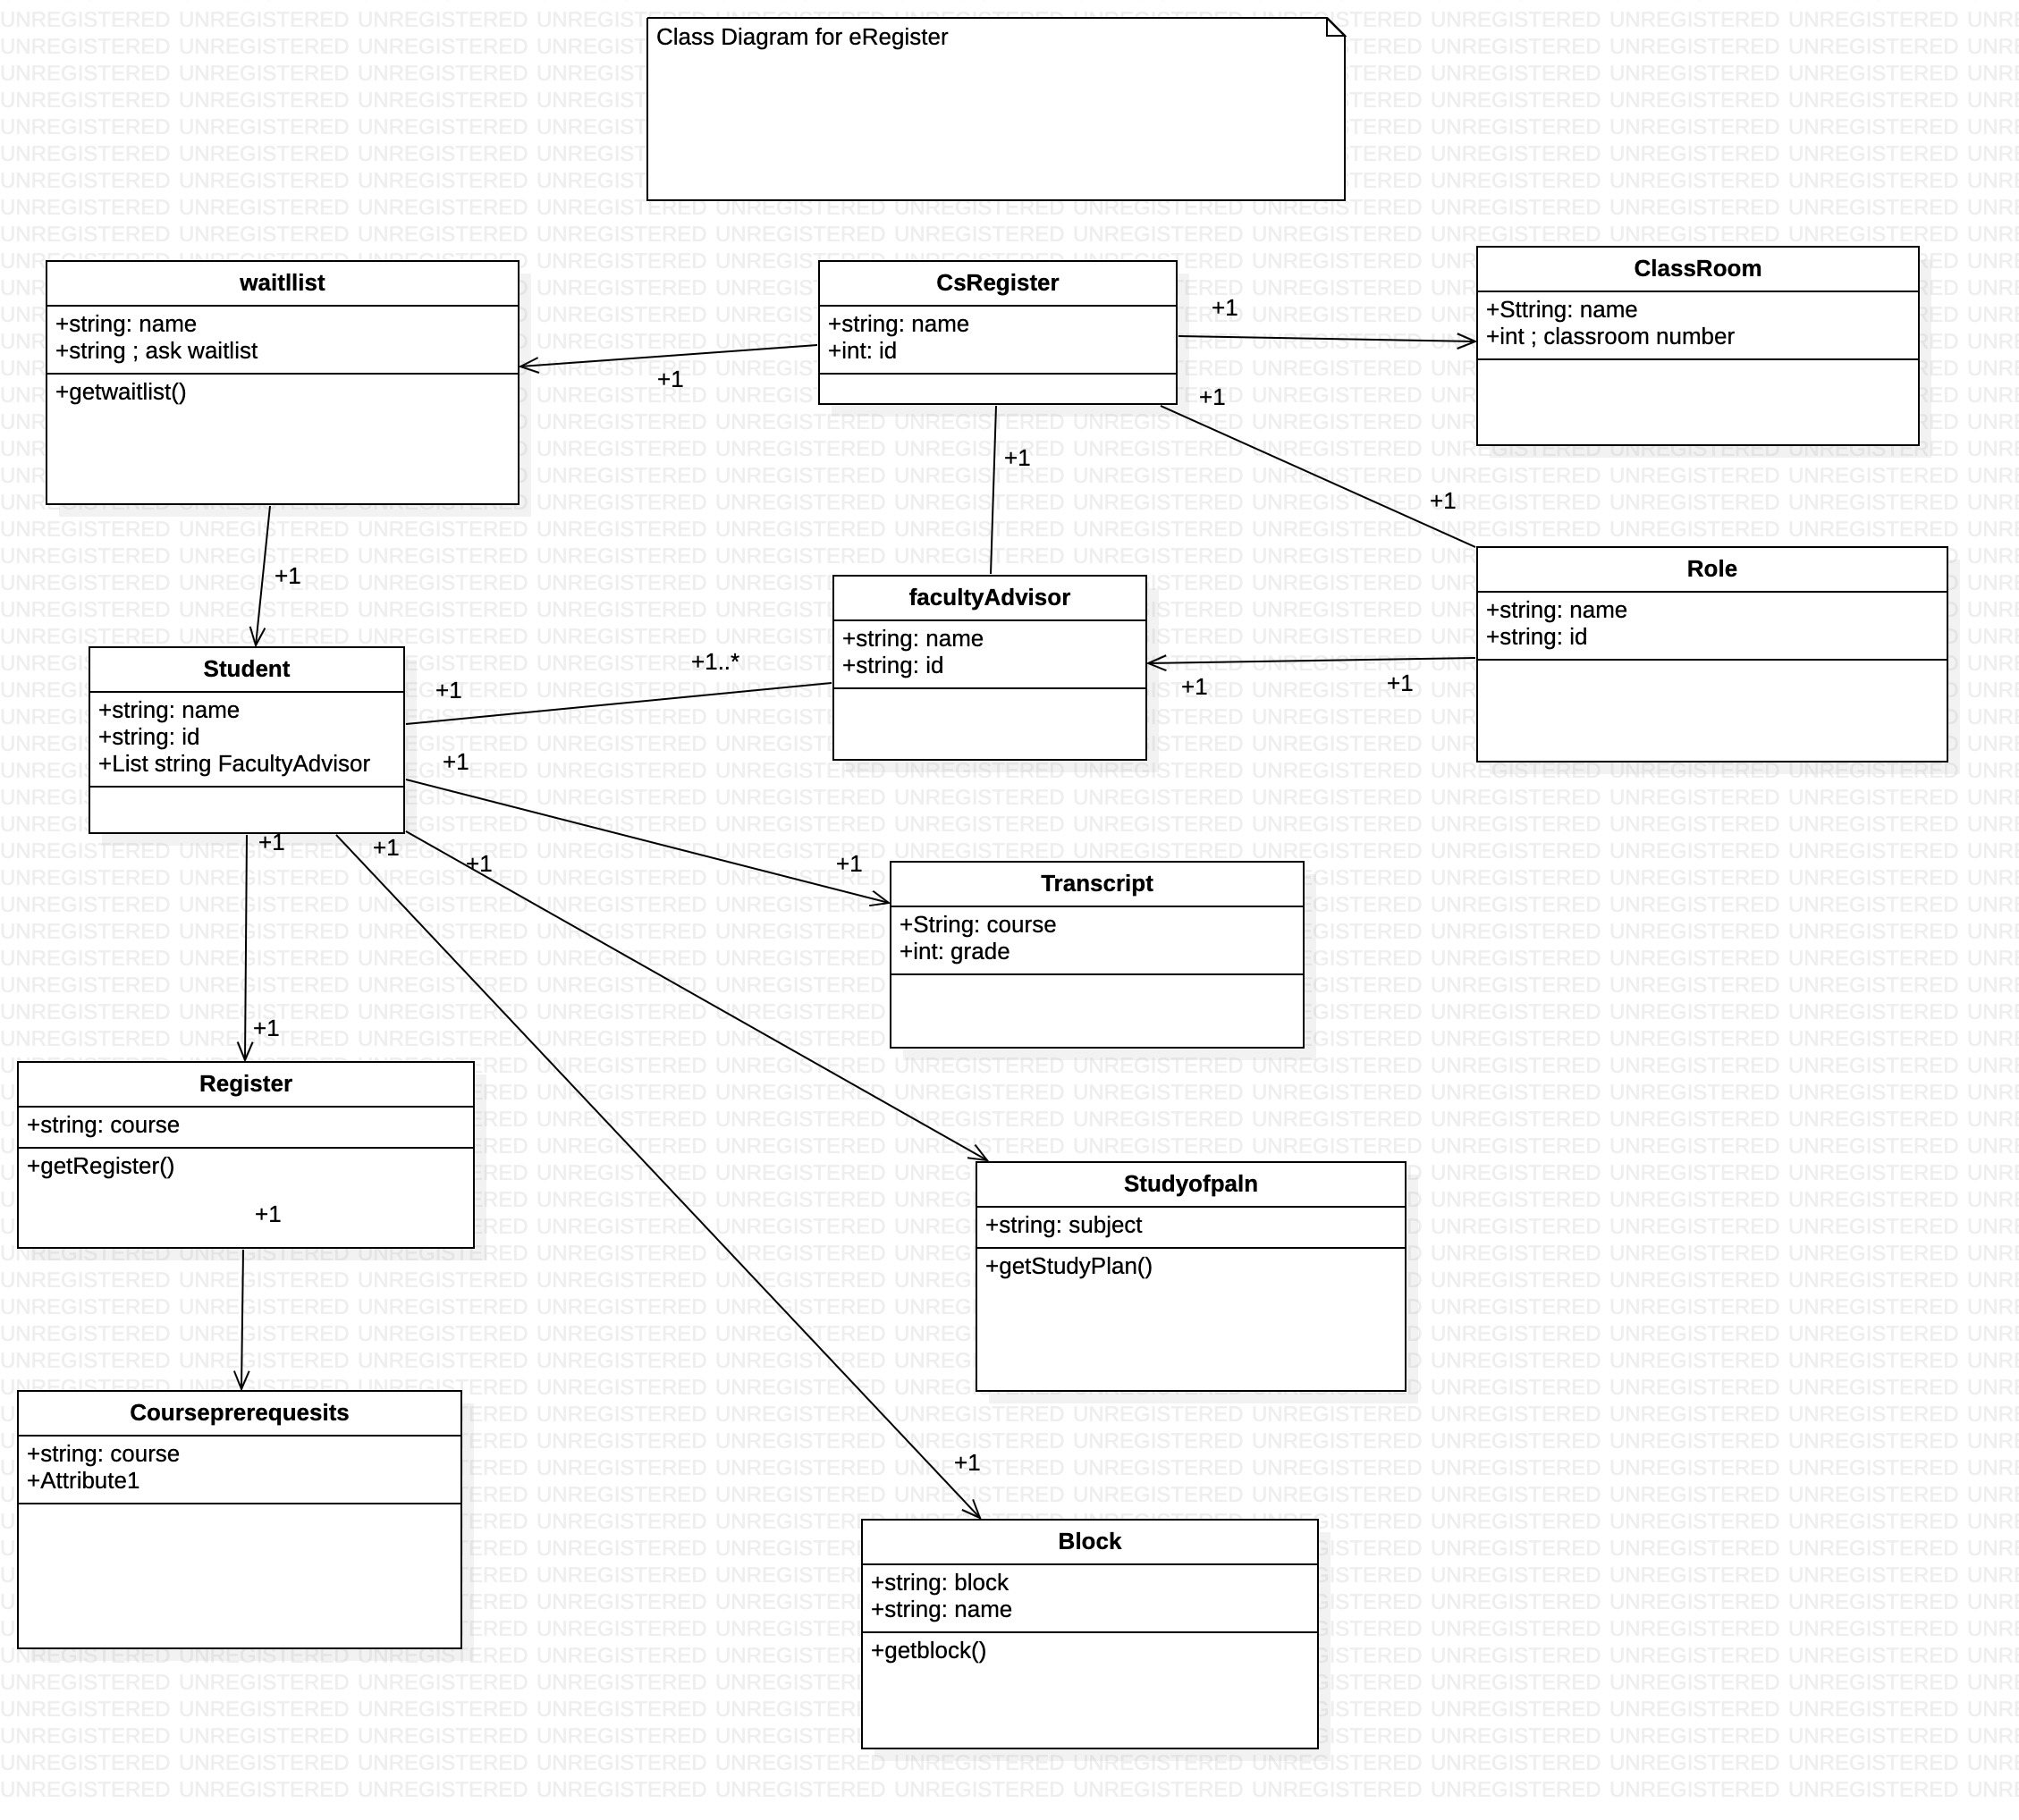 Class Diagram for eRegister
waitllist
+string: name
+string ; ask waitlist
+getwaitlist()
CsRegister
+string: name
+int: id
ClassRoom
+Sttring: name
+int ; classroom number
+1
+1
+1
+1
+1
+1
facultyAdvisor
+string: name
+string: id
Role
+string: name
+string: id
Student
+string: name
+string: id
+List string FacultyAdvisor
+1
+1..*
+1
+1
+1
+1
+1
+1
+1
Transcript
+String: course
+int: grade
+1
Register
+string: course
+getRegister()
+1
Studyofpaln
+string: subject
+getStudyPlan()
Courseprerequesits
+string: course
+Attribute1
+1
Block
+string: block
+string: name
+getblock()
UNREGISTERED UNREGISTERED UNREGISTERED UNREGISTERED